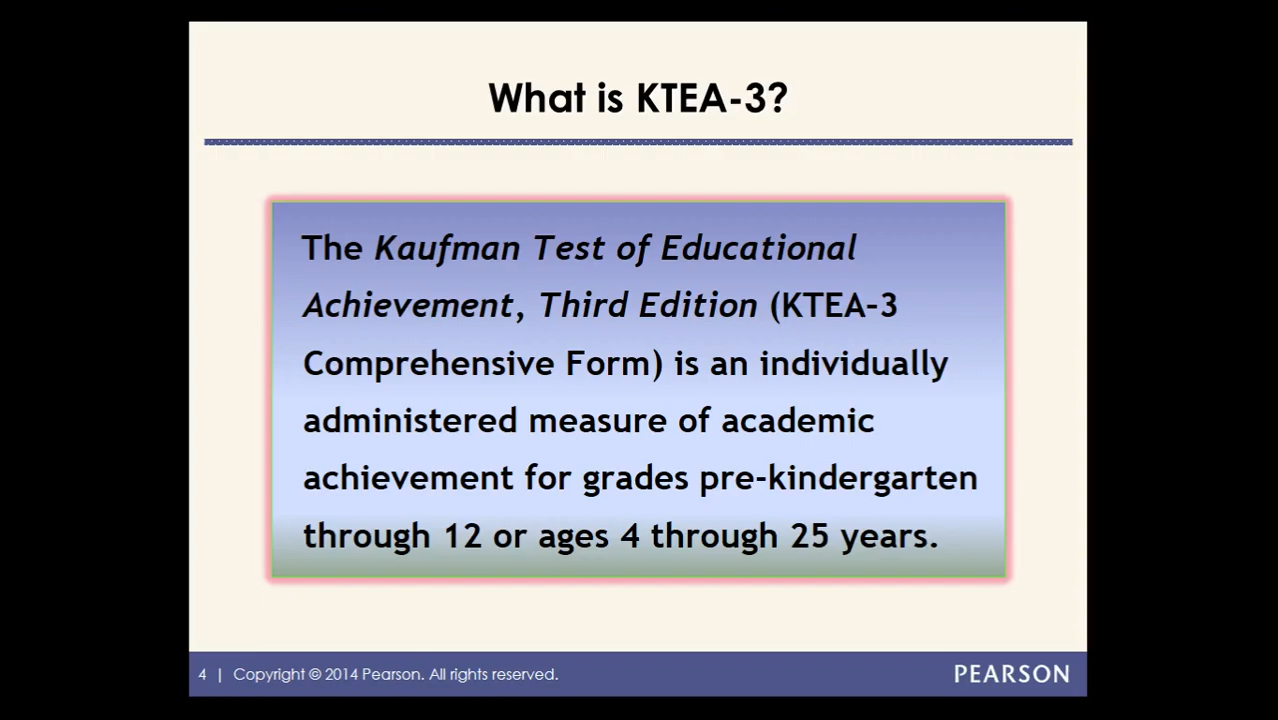 What is KTEA-3?
The Kaufman Test of Educational
Achievement, Third Edition (KTEA-3
Comprehensive Form) is an individually
administered measure of academic
achievement for grades pre-kindergarten
through 12 or ages 4 through 25 years.
4 | Copyright © 2014 Pearson. All rights reserved.
PEARSON